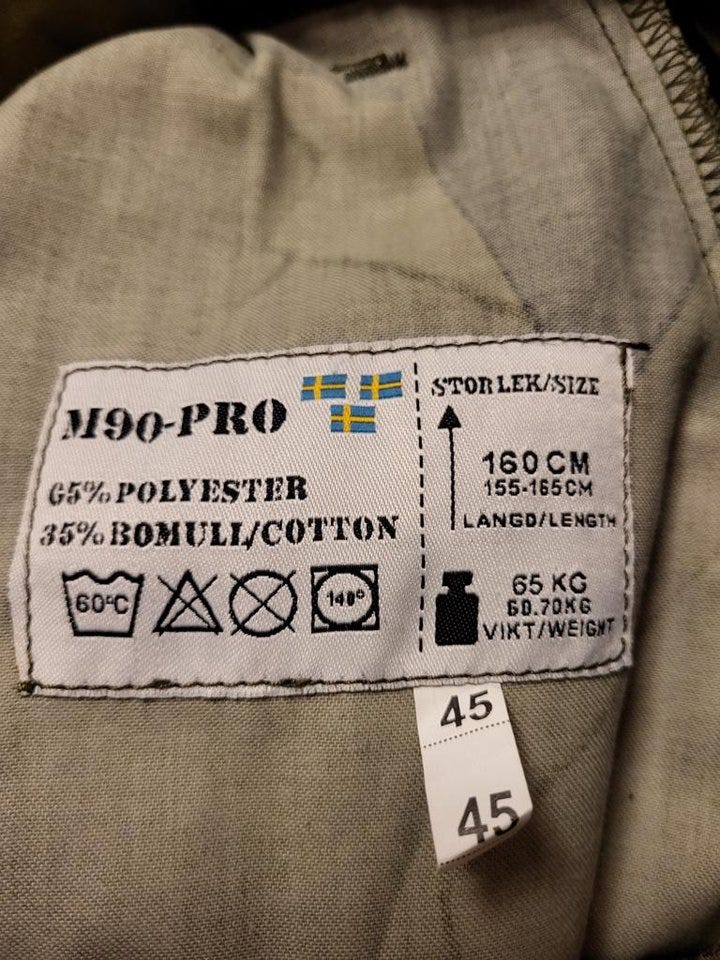 M90-PRO
65% POLYESTER
35% BOMULL/COTTON
60°C
140°
STORLEK/SIZE
160 CM
155-165CM
LANGD/LENGTH
65 KG
60.70KG
VIKT/WEIGHT
45
45